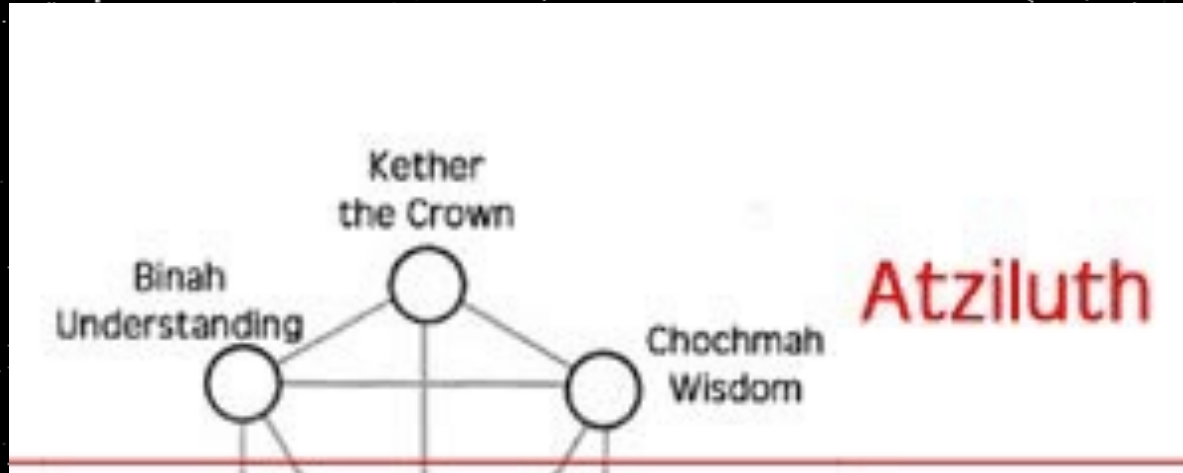 Kether
the Crown
Binah
Understanding
Atziluth
Chochmah
Wisdom